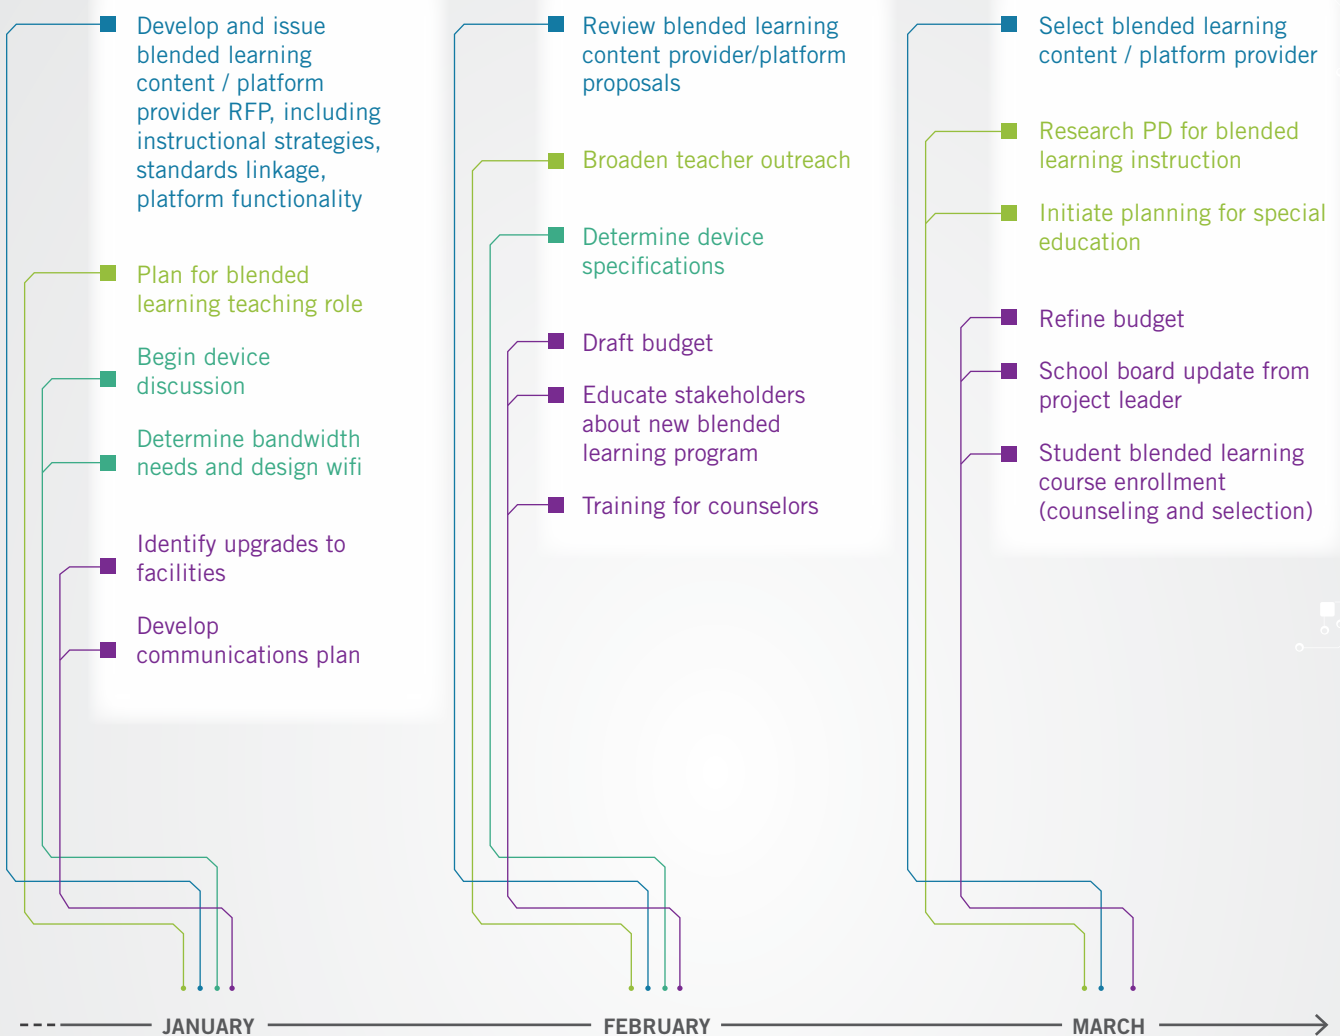 Develop and issue
blended learning
content / platform
provider RFP, including
instructional strategies,
standards linkage,
platform functionality
Plan for blended
learning teaching role
Begin device
discussion
Determine bandwidth
needs and design wifi
Identify upgrades to
facilities
Develop
communications plan
Review blended learning
content provider/platform
proposals
Broaden teacher outreach
Determine device
specifications
Draft budget
Educate stakeholders
about new blended
learning program
Training for counselors
Select blended learning
content / platform provider
Research PD for blended
learning instruction
Initiate planning for special
education
Refine budget
School board update from
project leader
Student blended learning
course enrollment
(counseling and selection)
JANUARY
FEBRUARY
MARCH